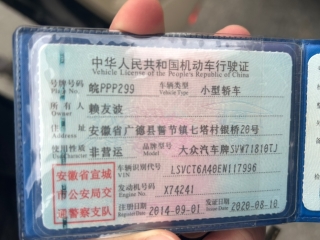 中华人民共和国机动车行驶证
Vehicle License of the People's Republic of China
号牌号码 皖PPP299 车辆类型 小型轿车
Plate No. Vehicle Type
所有人 赖友波
Owner
住址 安徽省广德县誓节镇七塔村银桥20号
Address
使用性质 非营运 品牌型号 大众汽车牌SVW71810TJ
Use Character Model
安徽省宣城
市公安局交
通警察支队
车辆识别代号 LSVCT6A40EN117996
VIN
发动机号码 X74241
Engine No.
注册日期 2014-09-01 发证日期 2020-08-10
Register Date Issue Date